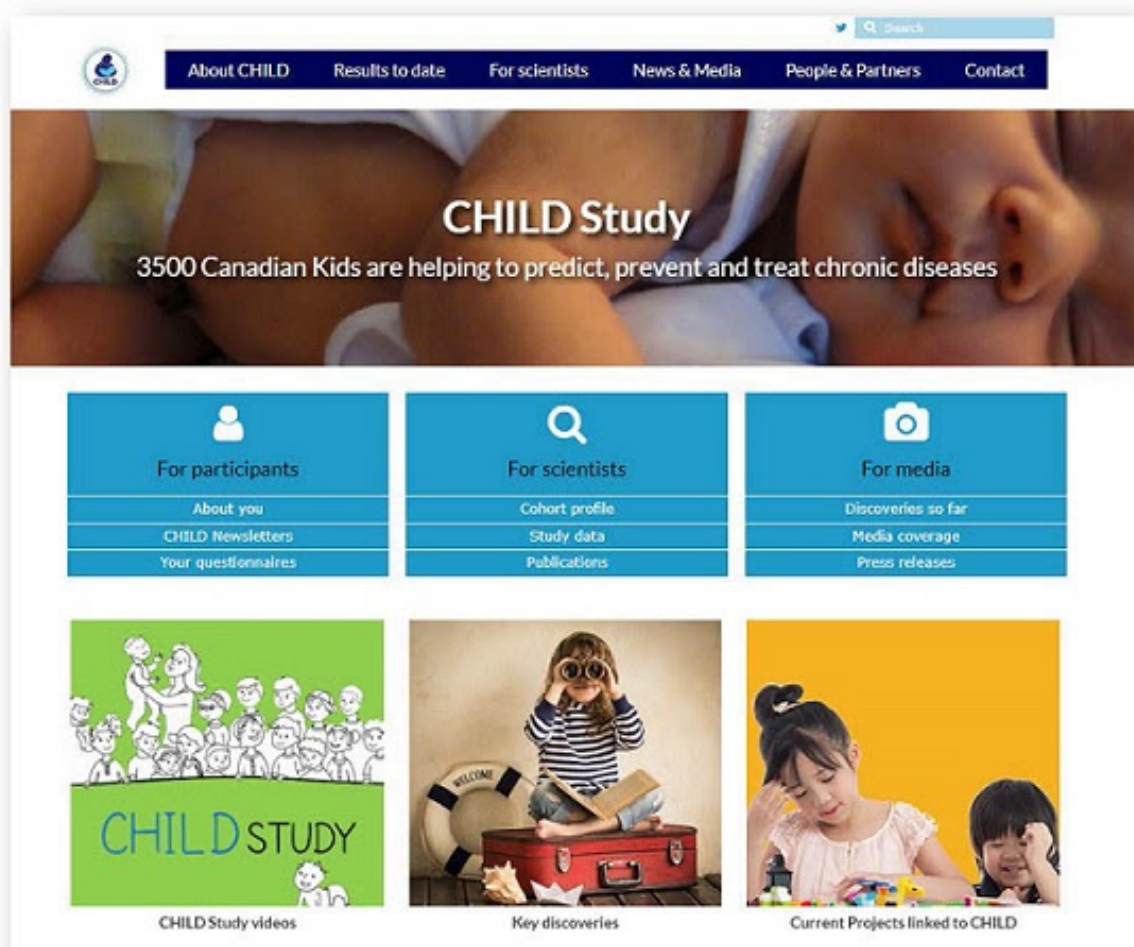 Search
CHILD
About CHILD Results to date For scientists News & Media People & Partners Contact
CHILD Study
3500 Canadian Kids are helping to predict, prevent and treat chronic diseases
For participants
About you
CHILD Newsletters
Your questionnaires
For scientists
Cohort profile
Study data
Publications
For media
Discoveries so far
Media coverage
Press releases
CHILD STUDY
CHILD Study videos
WELCOME
Key discoveries
Current Projects linked to CHILD